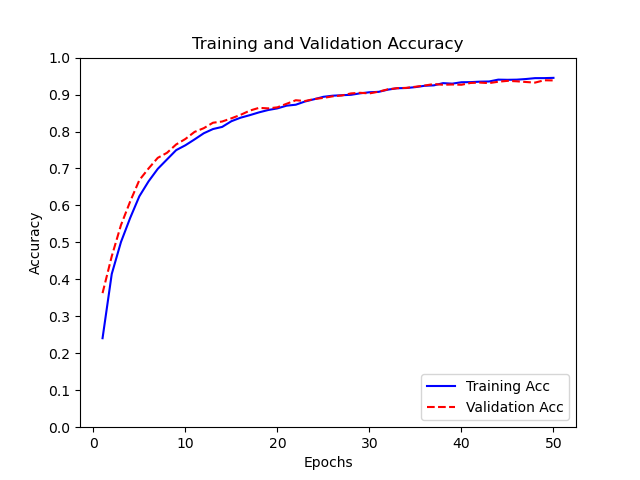 Training and Validation Accuracy
1.0
0.9
0.8
0.7
0.6
0.5
0.4
0.3
0.2
0.1
0.0
Accuracy
Training Acc
Validation Acc
0 10 20 30 40 50
Epochs